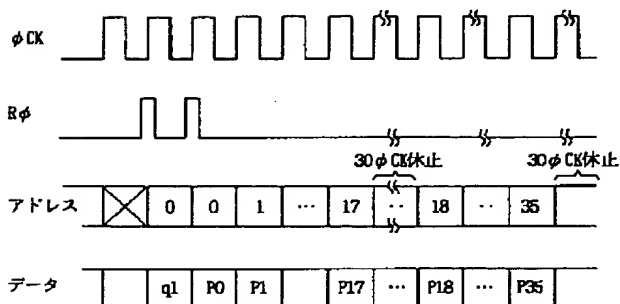 φCK
Rφ
30φCK休止 30φCK休止
アドレス 0 0 1 … 17 ‥ 18 ‥ 35
データ q1 P0 P1 P17 … P18 … P35